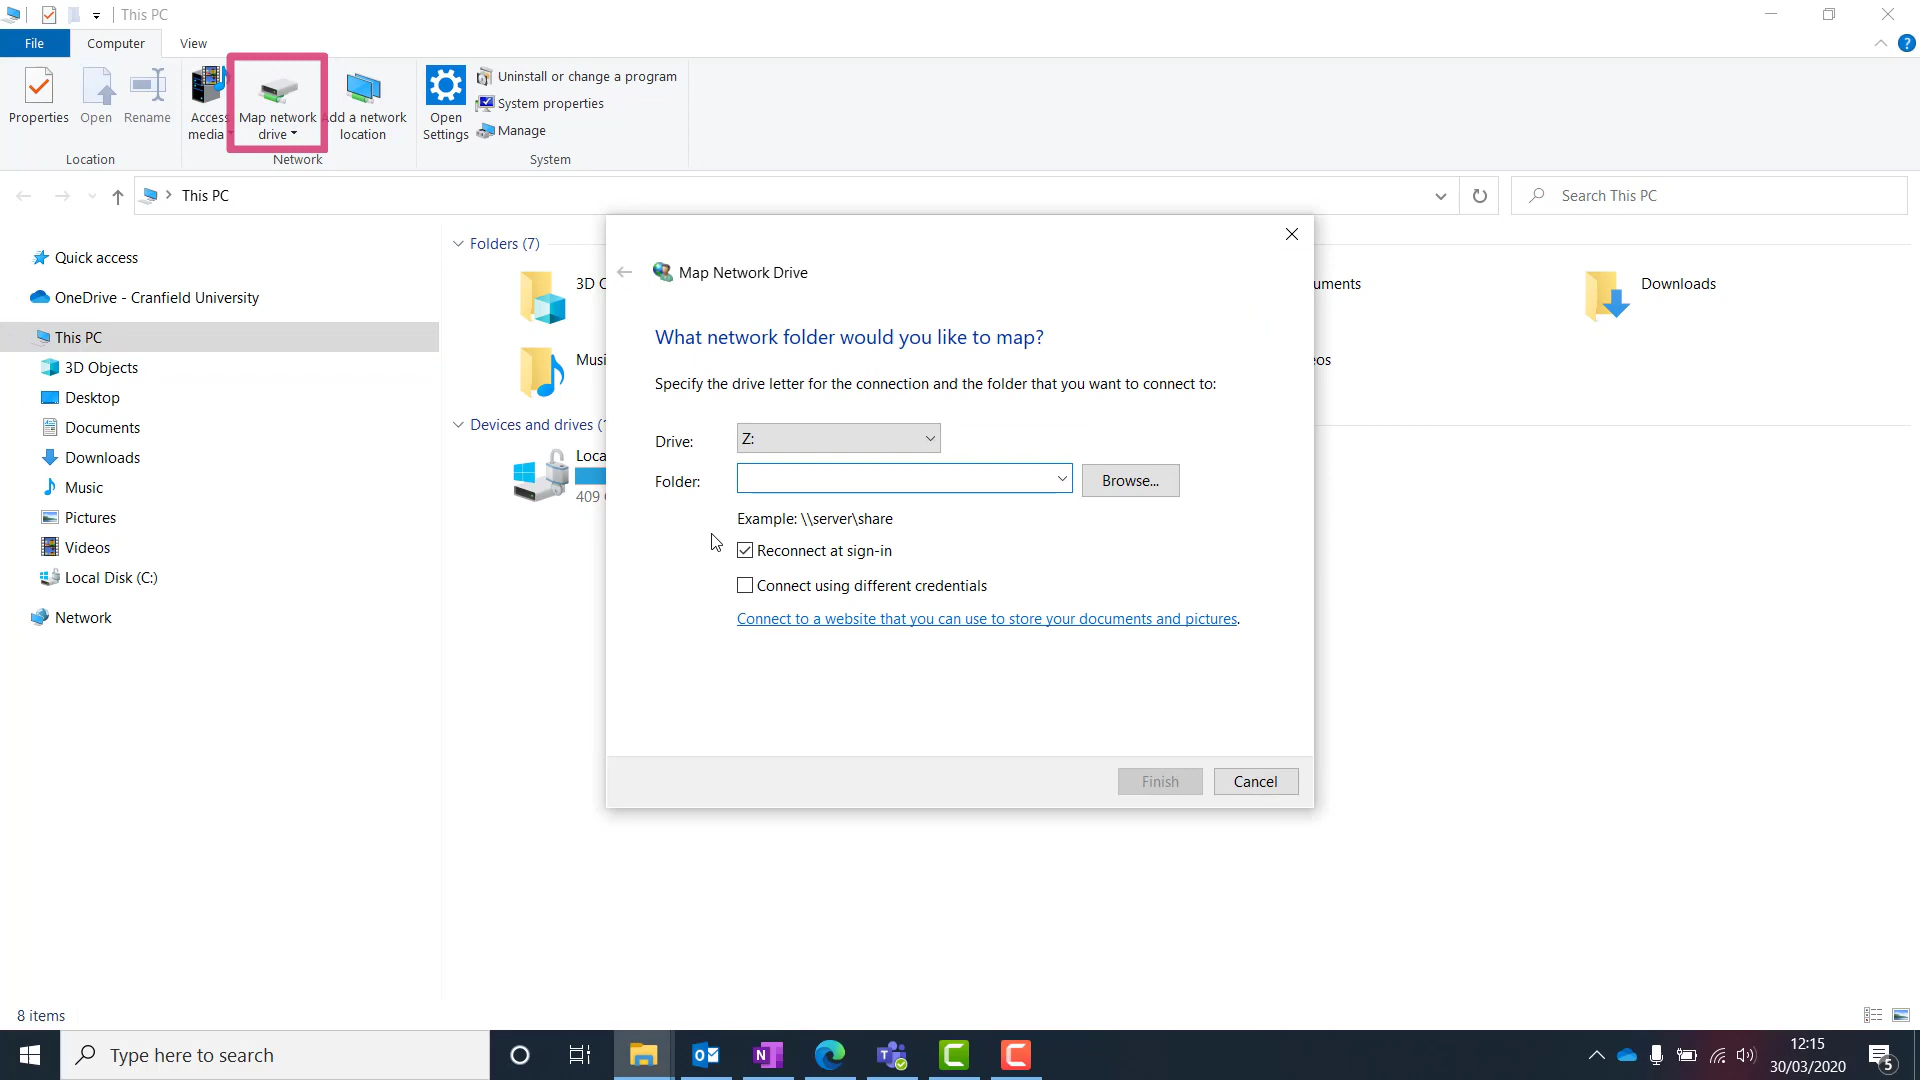 This PC
File
Computer
View
Properties
Open
Rename
Access media
Map network drive
Add a network location
Open Settings
Uninstall or change a program
System properties
Manage
Location
Network
System
This PC
Search This PC
Quick access
OneDrive - Cranfield University
This PC
3D Objects
Desktop
Documents
Downloads
Music
Pictures
Videos
Local Disk (C:)
Network
Folders (7)
3D
Downloads
Devices and drives
409
Map Network Drive
What network folder would you like to map?
Specify the drive letter for the connection and the folder that you want to connect to:
Drive:
Z:
Folder:
Browse...
Example: \\server\share
Reconnect at sign-in
Connect using different credentials
Connect to a website that you can use to store your documents and pictures.
Finish
Cancel
8 items
Type here to search
12:15
30/03/2020
5